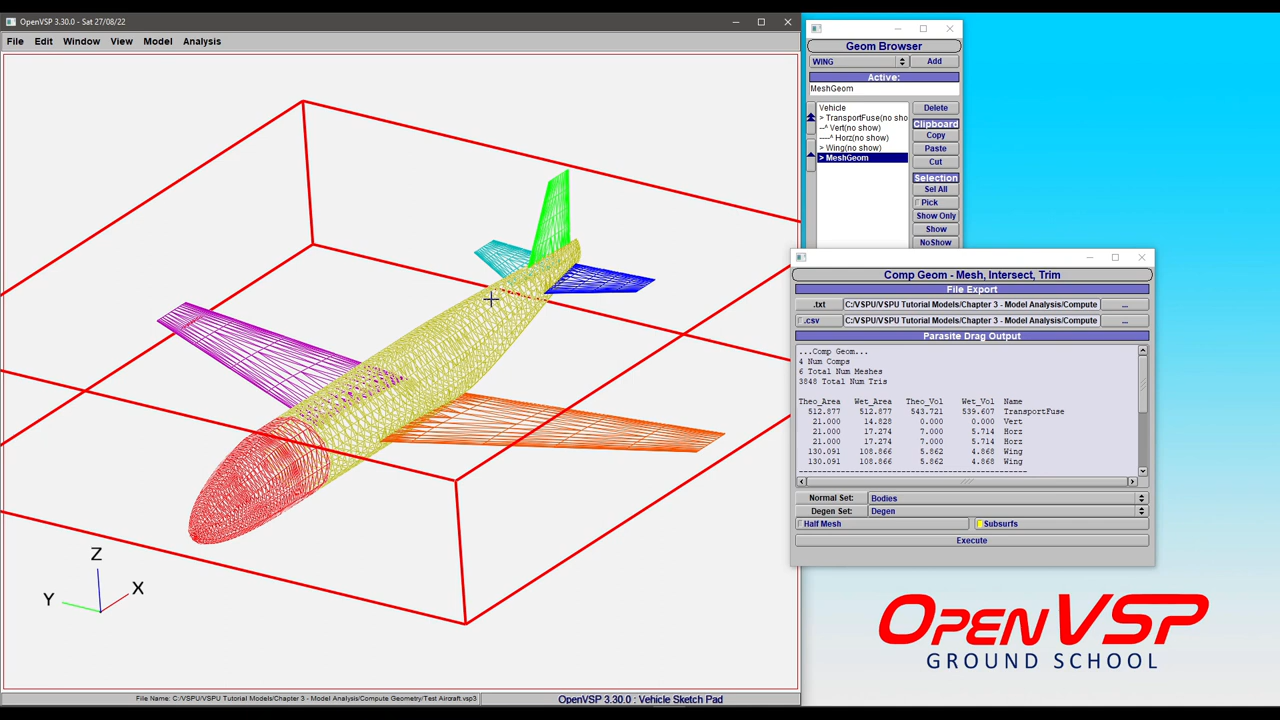 OpenVSP 3.30.0 - Sat 27/08/22
File Edit Window View Model Analysis
Z
Y
X
File Name: C:/VSPU/VSPU Tutorial Models/Chapter 3 - Model Analysis/Compute Geometry/Test Aircraft.vsp3
OpenVSP 3.30.0 : Vehicle Sketch Pad
Geom Browser
WING Add
Active:
MeshGeom
Vehicle
> TransportFuse(no sho
--^ Vert(no show)
----^ Horz(no show)
> Wing(no show)
> MeshGeom
Delete
Clipboard
Copy
Paste
Cut
Selection
Sel All
Pick
Show Only
Show
NoShow
Comp Geom - Mesh, Intersect, Trim
File Export
.txt C:/VSPU/VSPU Tutorial Models/Chapter 3 - Model Analysis/Compute ...
.csv C:/VSPU/VSPU Tutorial Models/Chapter 3 - Model Analysis/Compute ...
Parasite Drag Output
...Comp Geom...
4 Num Comps
6 Total Num Meshes
3848 Total Num Tris
Theo_Area Wet_Area Theo_Vol Wet_Vol Name
512.877 512.877 543.721 539.607 TransportFuse
21.000 14.828 0.000 0.000 Vert
21.000 17.274 7.000 5.714 Horz
21.000 17.274 7.000 5.714 Horz
130.091 108.866 5.862 4.868 Wing
130.091 108.866 5.862 4.868 Wing
Normal Set: Bodies
Degen Set: Degen
Half Mesh Subsurfs
Execute
OPENVSP
GROUND SCHOOL